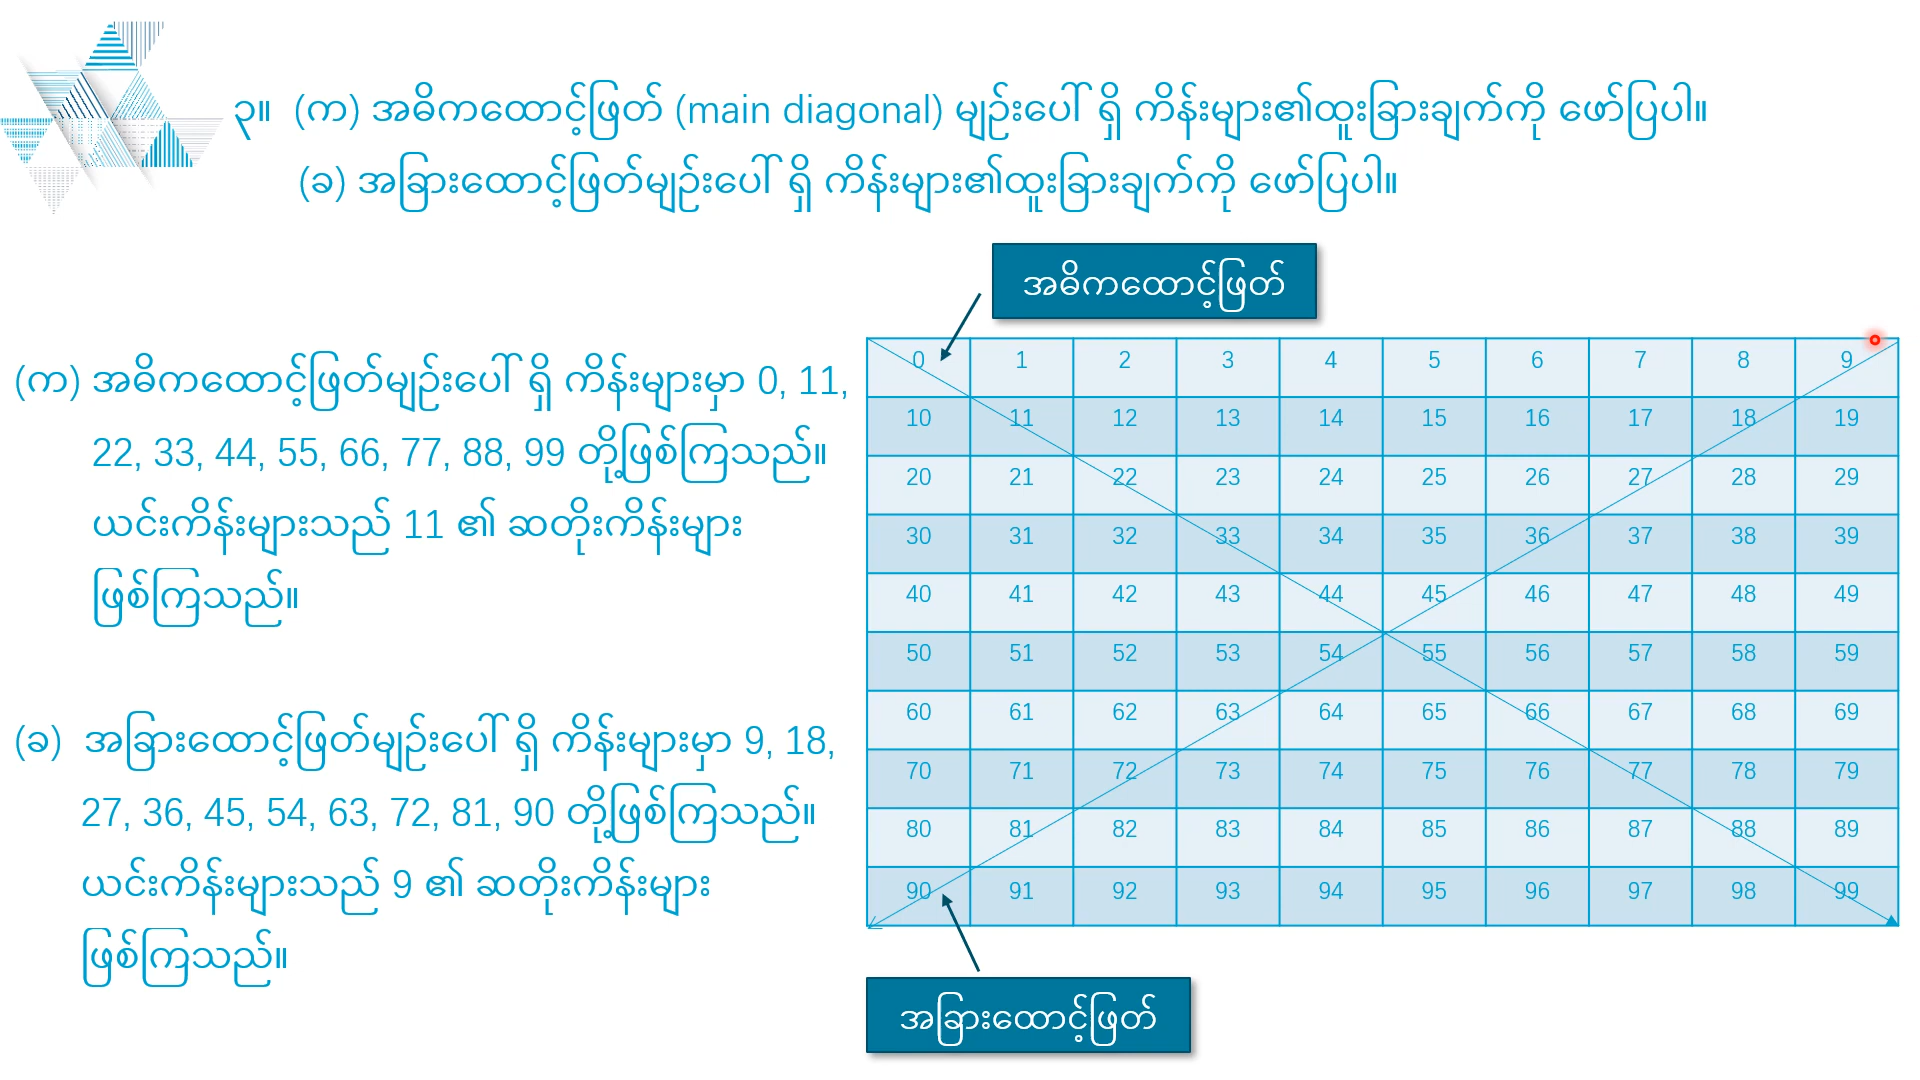 ၃။ (က) အဓိကထောင့်ဖြတ် (main diagonal) မျဉ်းပေါ် ရှိ ကိန်းများ၏ထူးခြားချက်ကို ဖော်ပြပါ။
(ခ) အခြားထောင့်ဖြတ်မျဉ်းပေါ် ရှိ ကိန်းများ၏ထူးခြားချက်ကို ဖော်ပြပါ။
(က) အဓိကထောင့်ဖြတ်မျဉ်းပေါ် ရှိ ကိန်းများမှာ 0, 11,
22, 33, 44, 55, 66, 77, 88, 99 တို့ဖြစ်ကြသည်။
ယင်းကိန်းများသည် 11 ၏ ဆတိုးကိန်းများ
ဖြစ်ကြသည်။
(ခ) အခြားထောင့်ဖြတ်မျဉ်းပေါ် ရှိ ကိန်းများမှာ 9, 18,
27, 36, 45, 54, 63, 72, 81, 90 တို့ဖြစ်ကြသည်။
ယင်းကိန်းများသည် 9 ၏ ဆတိုးကိန်းများ
ဖြစ်ကြသည်။
အဓိကထောင့်ဖြတ်
0 1 2 3 4 5 6 7 8 9
10 11 12 13 14 15 16 17 18 19
20 21 22 23 24 25 26 27 28 29
30 31 32 33 34 35 36 37 38 39
40 41 42 43 44 45 46 47 48 49
50 51 52 53 54 55 56 57 58 59
60 61 62 63 64 65 66 67 68 69
70 71 72 73 74 75 76 77 78 79
80 81 82 83 84 85 86 87 88 89
90 91 92 93 94 95 96 97 98 99
အခြားထောင့်ဖြတ်